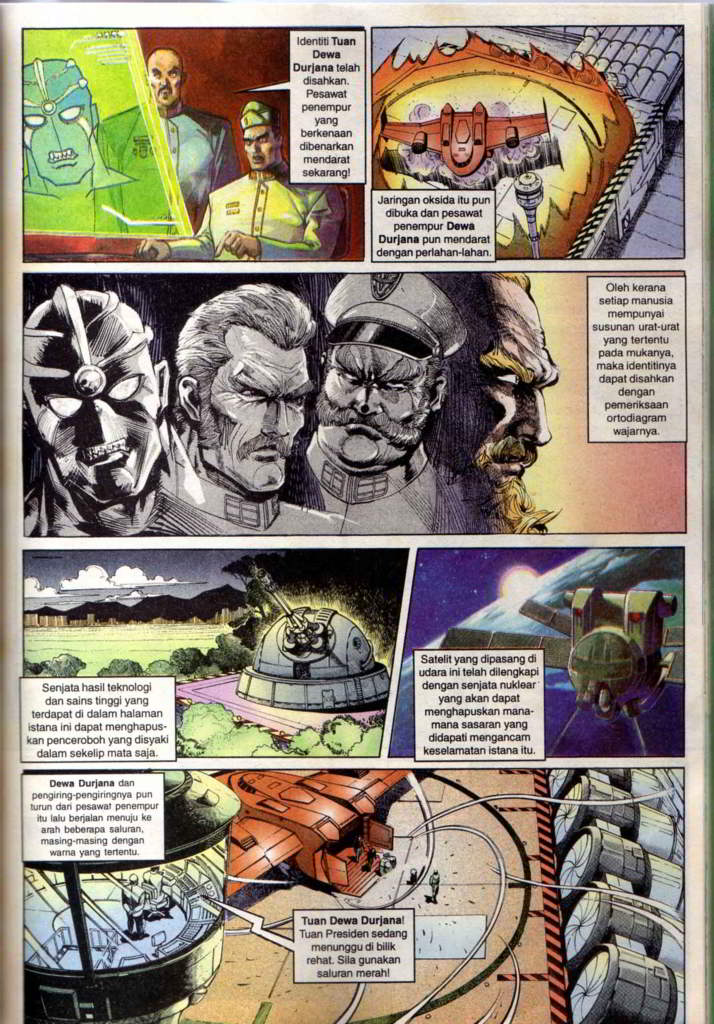 Identiti Tuan
Dewa
Durjana telah
disahkan.
Pesawat
penempur
yang
berkenaan
dibenarkan
mendarat
sekarang!
Jaringan oksida itu pun
dibuka dan pesawat
penempur Dewa
Durjana pun mendarat
dengan perlahan-lahan.
Oleh kerana
setiap manusia
mempunyai
susunan urat-urat
yang tertentu
pada mukanya,
maka identitinya
dapat disahkan
dengan
pemeriksaan
ortodiagram
wajarnya.
Senjata hasil teknologi
dan sains tinggi yang
terdapat di dalam halaman
istana ini dapat menghapus-
kan penceroboh yang disyaki
dalam sekelip mata saja.
Satelit yang dipasang di
udara ini telah dilengkapi
dengan senjata nuklear
yang akan dapat
menghapuskan mana-
mana sasaran yang
didapati mengancam
keselamatan istana itu.
Dewa Durjana dan
pengiring-pengiringnya pun
turun dari pesawat penempur
itu lalu berjalan menuju ke
arah beberapa saluran,
masing-masing dengan
warna yang tertentu.
Tuan Dewa Durjana!
Tuan Presiden sedang
menunggu di bilik
rehat. Sila gunakan
saluran merah!